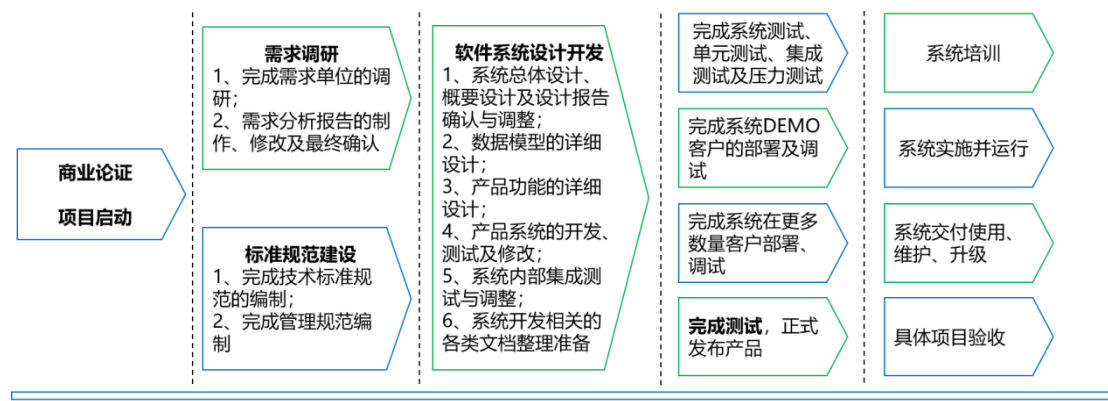 商业论证
项目启动
需求调研
1、完成需求单位的调
研；
2、需求分析报告的制
作、修改及最终确认
标准规范建设
1、完成技术标准规
范的编制；
2、完成管理规范编
制
软件系统设计开发
1、系统总体设计、
概要设计及设计报告
确认与调整；
2、数据模型的详细
设计；
3、产品功能的详细
设计；
4、产品系统的开发、
测试及修改；
5、系统内部集成测
试与调整；
6、系统开发相关的
各类文档整理准备
完成系统测试、
单元测试、集成
测试及压力测试
完成系统DEMO
客户的部署及调
试
完成系统在更多
数量客户部署、
调试
完成测试，正式
发布产品
系统培训
系统实施并运行
系统交付使用、
维护、升级
具体项目验收